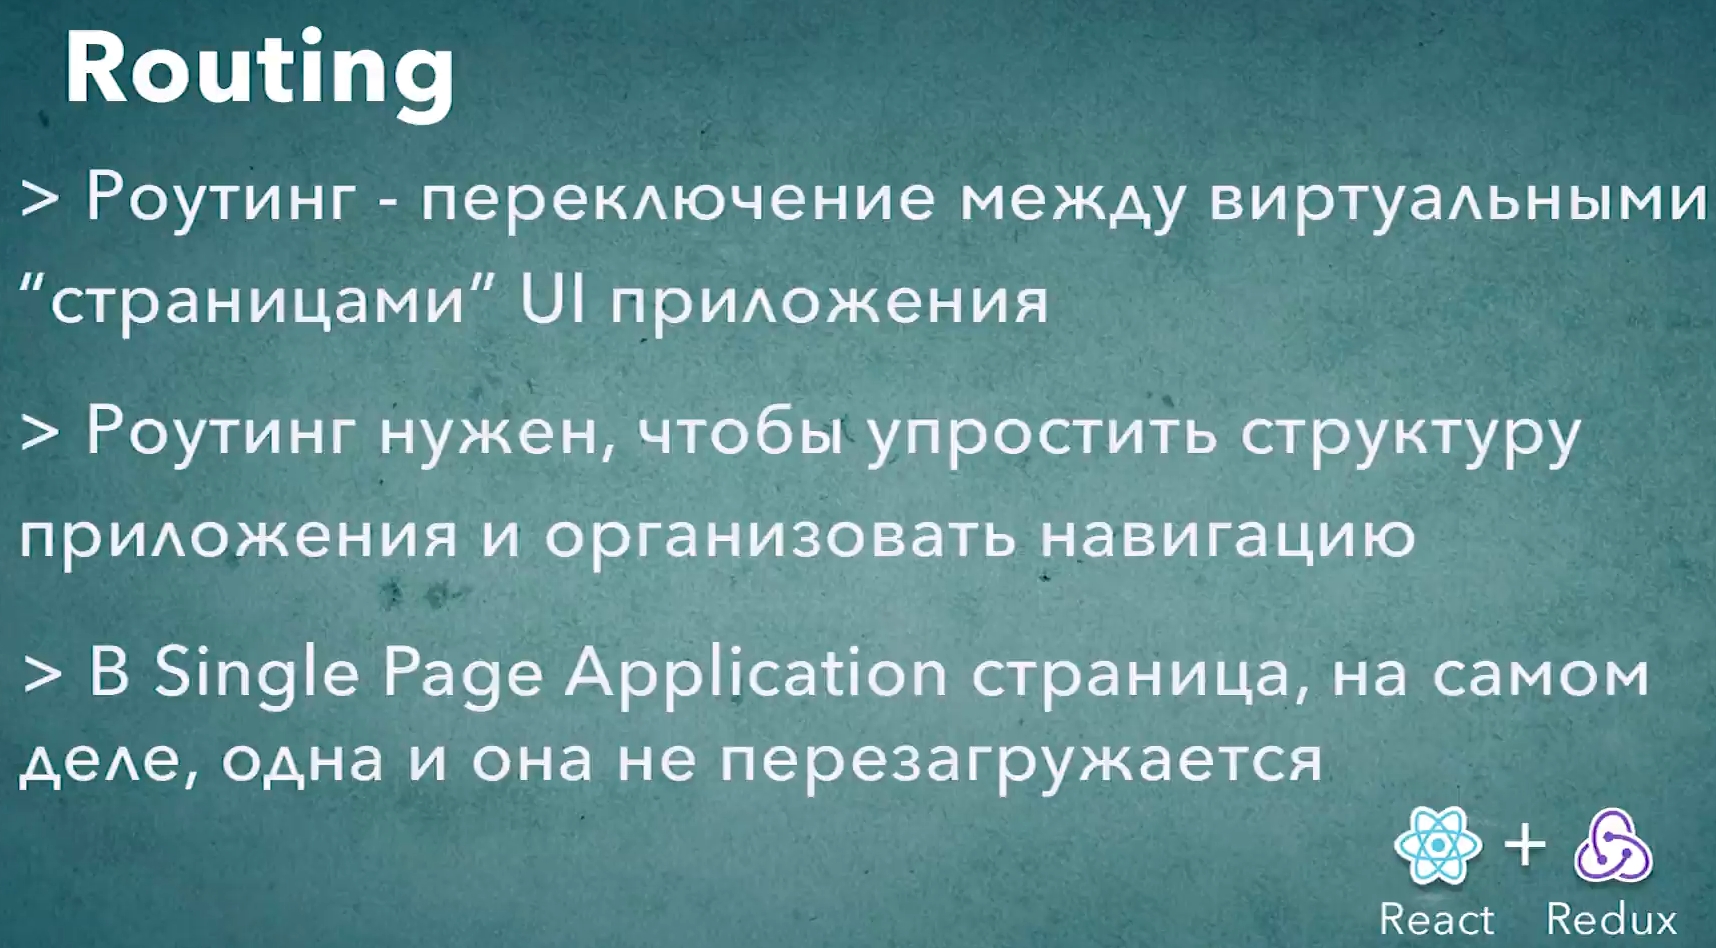 Routing
> Роутинг - переключение между виртуальными
“страницами” UI приложения
> Роутинг нужен, чтобы упростить структуру
приложения и организовать навигацию
> В Single Page Application страница, на самом
деле, одна и она не перезагружается
+
React Redux